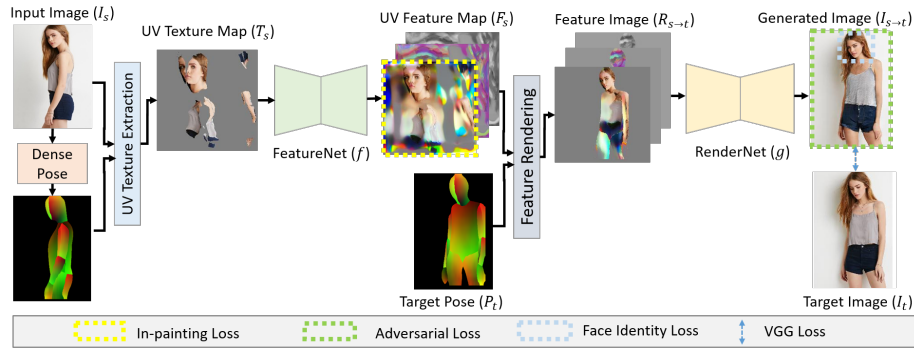 Input Image (I_s)
UV Texture Map (T_s)
UV Feature Map (F_s)
Feature Image (R_{s→t})
Generated Image (I_{s→t})
Dense
Pose
UV Texture Extraction
FeatureNet (f)
Feature Rendering
RenderNet (g)
Target Pose (P_t)
Target Image (I_t)
In-painting Loss
Adversarial Loss
Face Identity Loss
VGG Loss